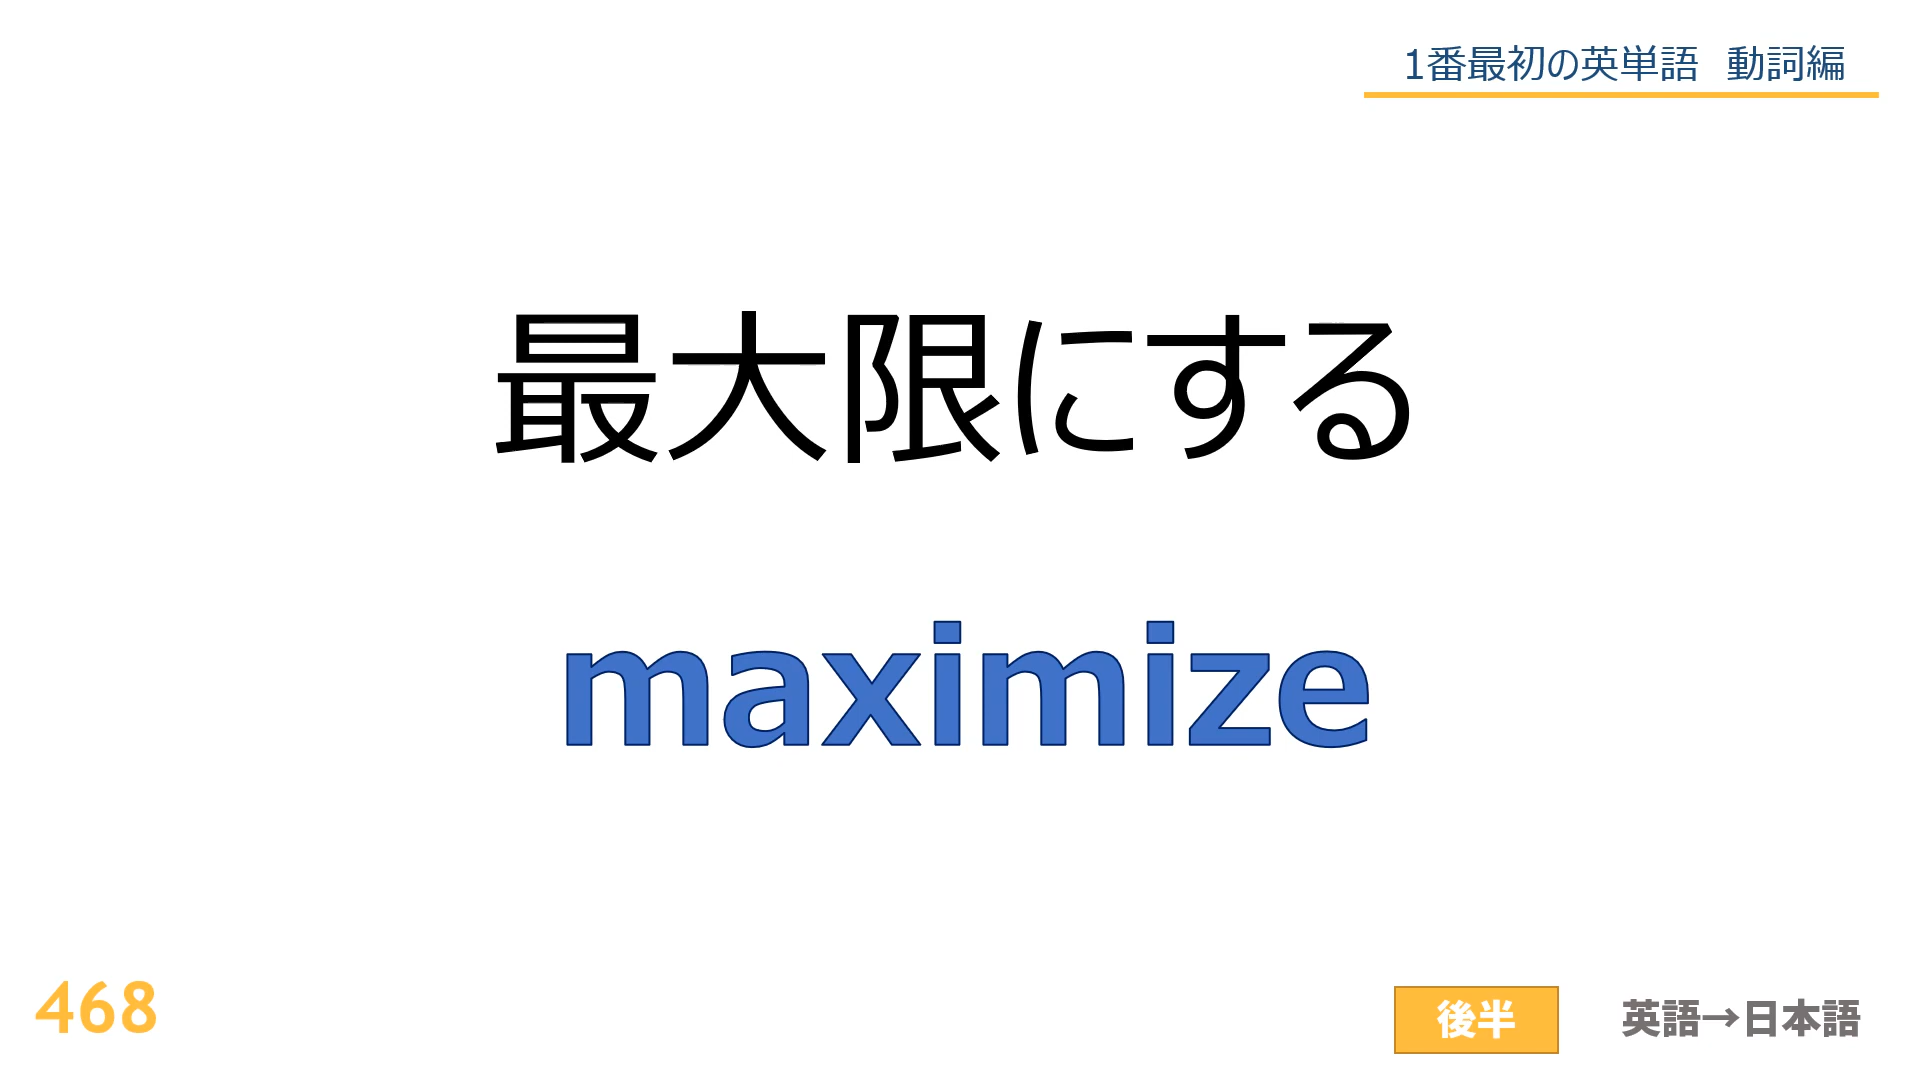 1番最初の英単語　動詞編
最大限にする
maximize
468
後半
英語→日本語